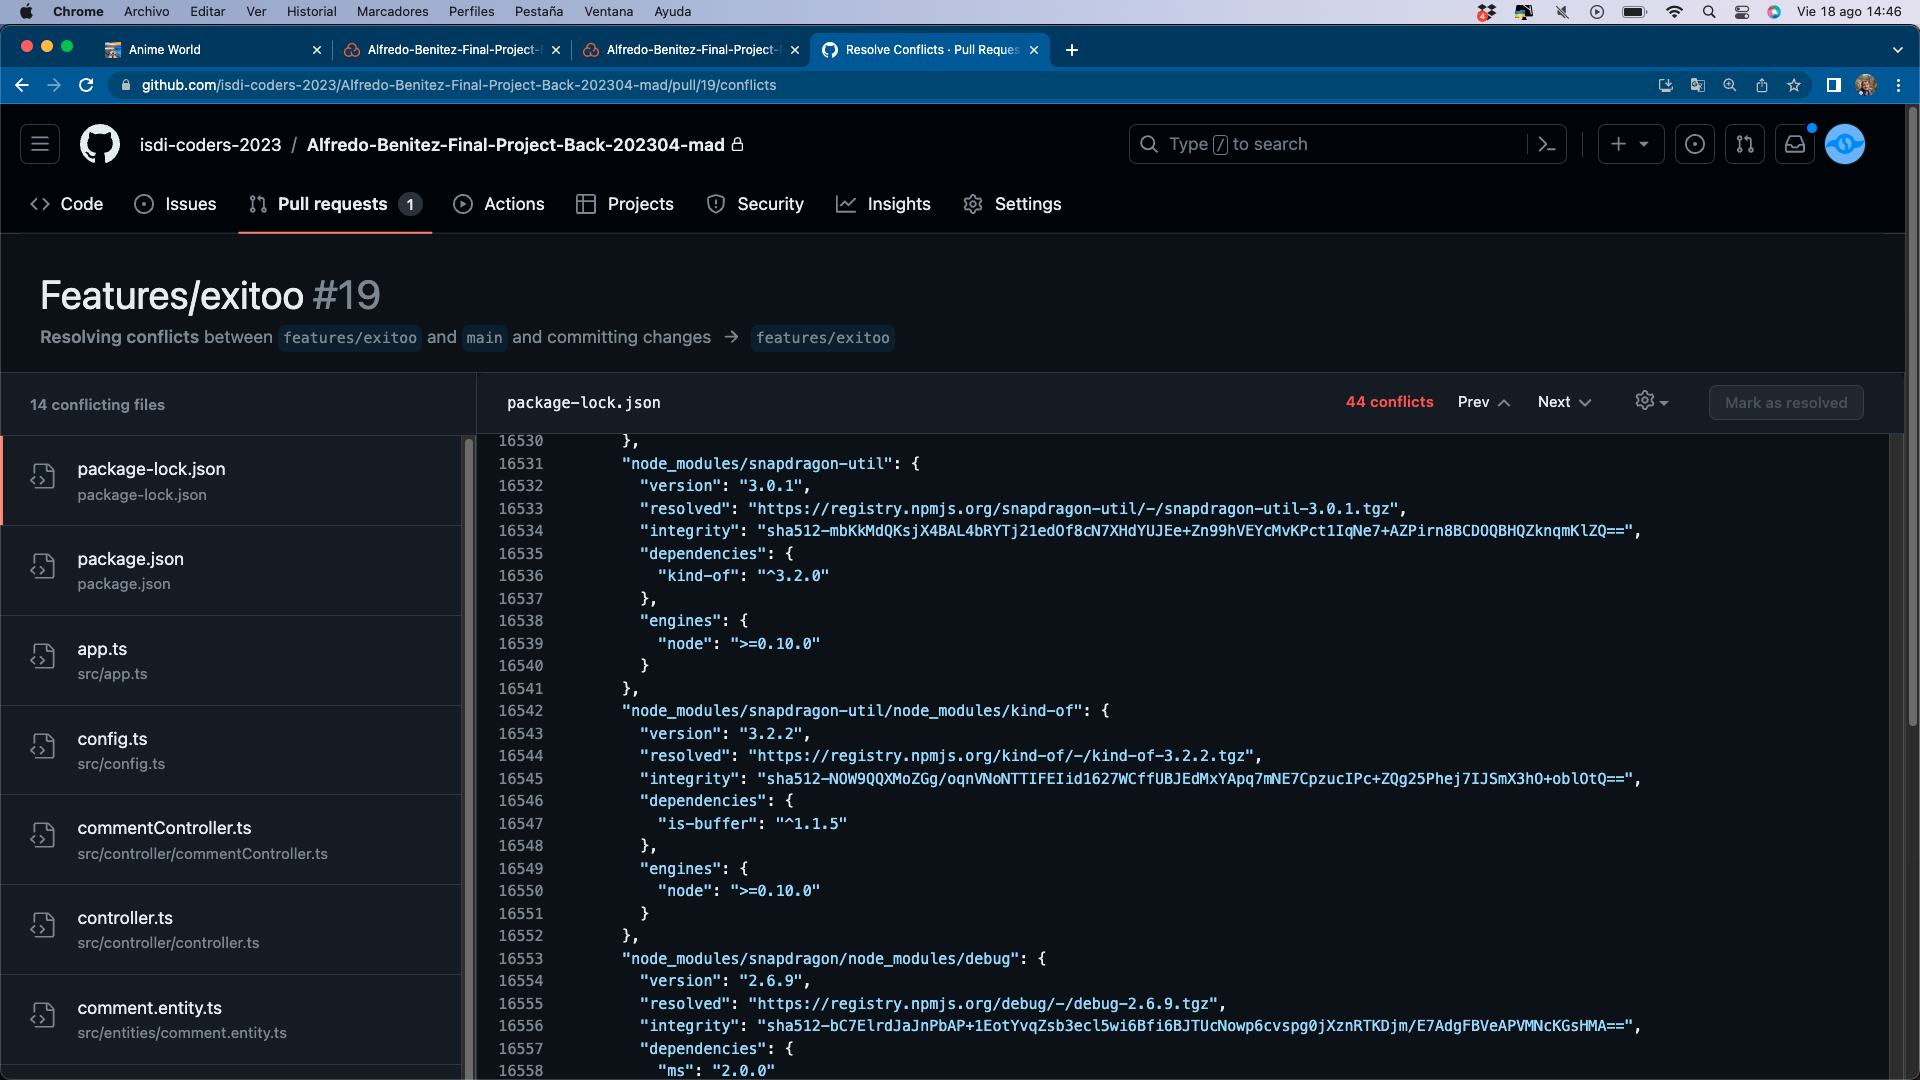 Chrome Archivo Editar Ver Historial Marcadores Perfiles Pestaña Ventana Ayuda Vie 18 ago 14:46
Anime World Alfredo-Benitez-Final-Project- Alfredo-Benitez-Final-Project- Resolve Conflicts · Pull Reques
github.com/isdi-coders-2023/Alfredo-Benitez-Final-Project-Back-202304-mad/pull/19/conflicts
isdi-coders-2023 / Alfredo-Benitez-Final-Project-Back-202304-mad Type / to search
Code Issues Pull requests 1 Actions Projects Security Insights Settings
Features/exitoo #19
Resolving conflicts between features/exitoo and main and committing changes → features/exitoo
14 conflicting files
package-lock.json
package-lock.json
package.json
package.json
app.ts
src/app.ts
config.ts
src/config.ts
commentController.ts
src/controller/commentController.ts
controller.ts
src/controller/controller.ts
comment.entity.ts
src/entities/comment.entity.ts
package-lock.json 44 conflicts Prev Next Mark as resolved
16530 },
16531 "node_modules/snapdragon-util": {
16532 "version": "3.0.1",
16533 "resolved": "https://registry.npmjs.org/snapdragon-util/-/snapdragon-util-3.0.1.tgz",
16534 "integrity": "sha512-mbKkMdQKsjX4BAL4bRYTj21edOf8cN7XHdYUJEe+Zn99hVEYcMvKPct1IqNe7+AZPirn8BCDOQBHQZknqmKlZQ==",
16535 "dependencies": {
16536 "kind-of": "^3.2.0"
16537 },
16538 "engines": {
16539 "node": ">=0.10.0"
16540 }
16541 },
16542 "node_modules/snapdragon-util/node_modules/kind-of": {
16543 "version": "3.2.2",
16544 "resolved": "https://registry.npmjs.org/kind-of/-/kind-of-3.2.2.tgz",
16545 "integrity": "sha512-NOW9QQXMoZGg/oqnVNoNTTIFEIid1627WCffUBJEdMxYApq7mNE7CpzucIPc+ZQg25Phej7IJSmX3hO+oblOtQ==",
16546 "dependencies": {
16547 "is-buffer": "^1.1.5"
16548 },
16549 "engines": {
16550 "node": ">=0.10.0"
16551 }
16552 },
16553 "node_modules/snapdragon/node_modules/debug": {
16554 "version": "2.6.9",
16555 "resolved": "https://registry.npmjs.org/debug/-/debug-2.6.9.tgz",
16556 "integrity": "sha512-bC7ElrdJaJnPbAP+1EotYvqZsb3ecl5wi6Bfi6BJTUcNowp6cvspg0jXznRTKDjm/E7AdgFBVeAPVMNcKGsHMA==",
16557 "dependencies": {
16558 "ms": "2.0.0"